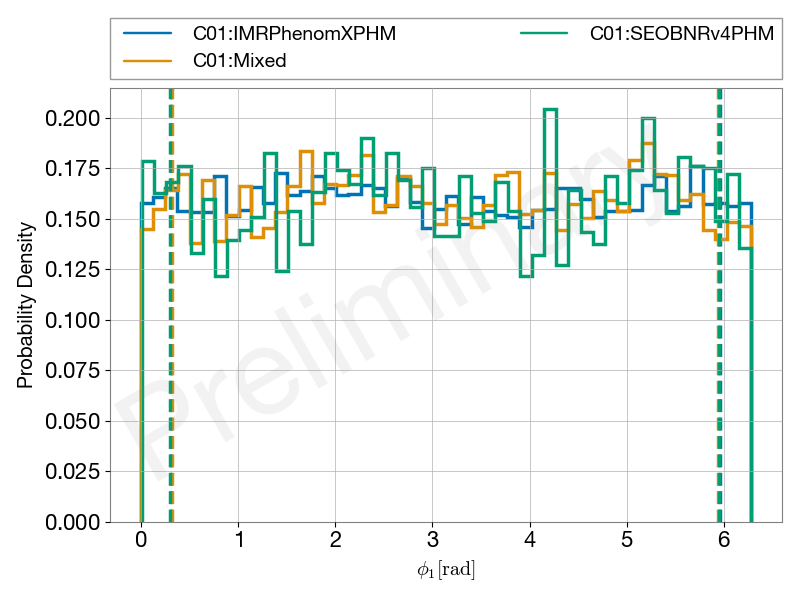 C01:IMRPhenomXPHM
C01:SEOBNRv4PHM
C01:Mixed
0.200
0.175
0.150
0.125
0.100
0.075
0.050
0.025
0.000
Probability Density
Preliminary
0 1 2 3 4 5 6
ϕ₁[rad]